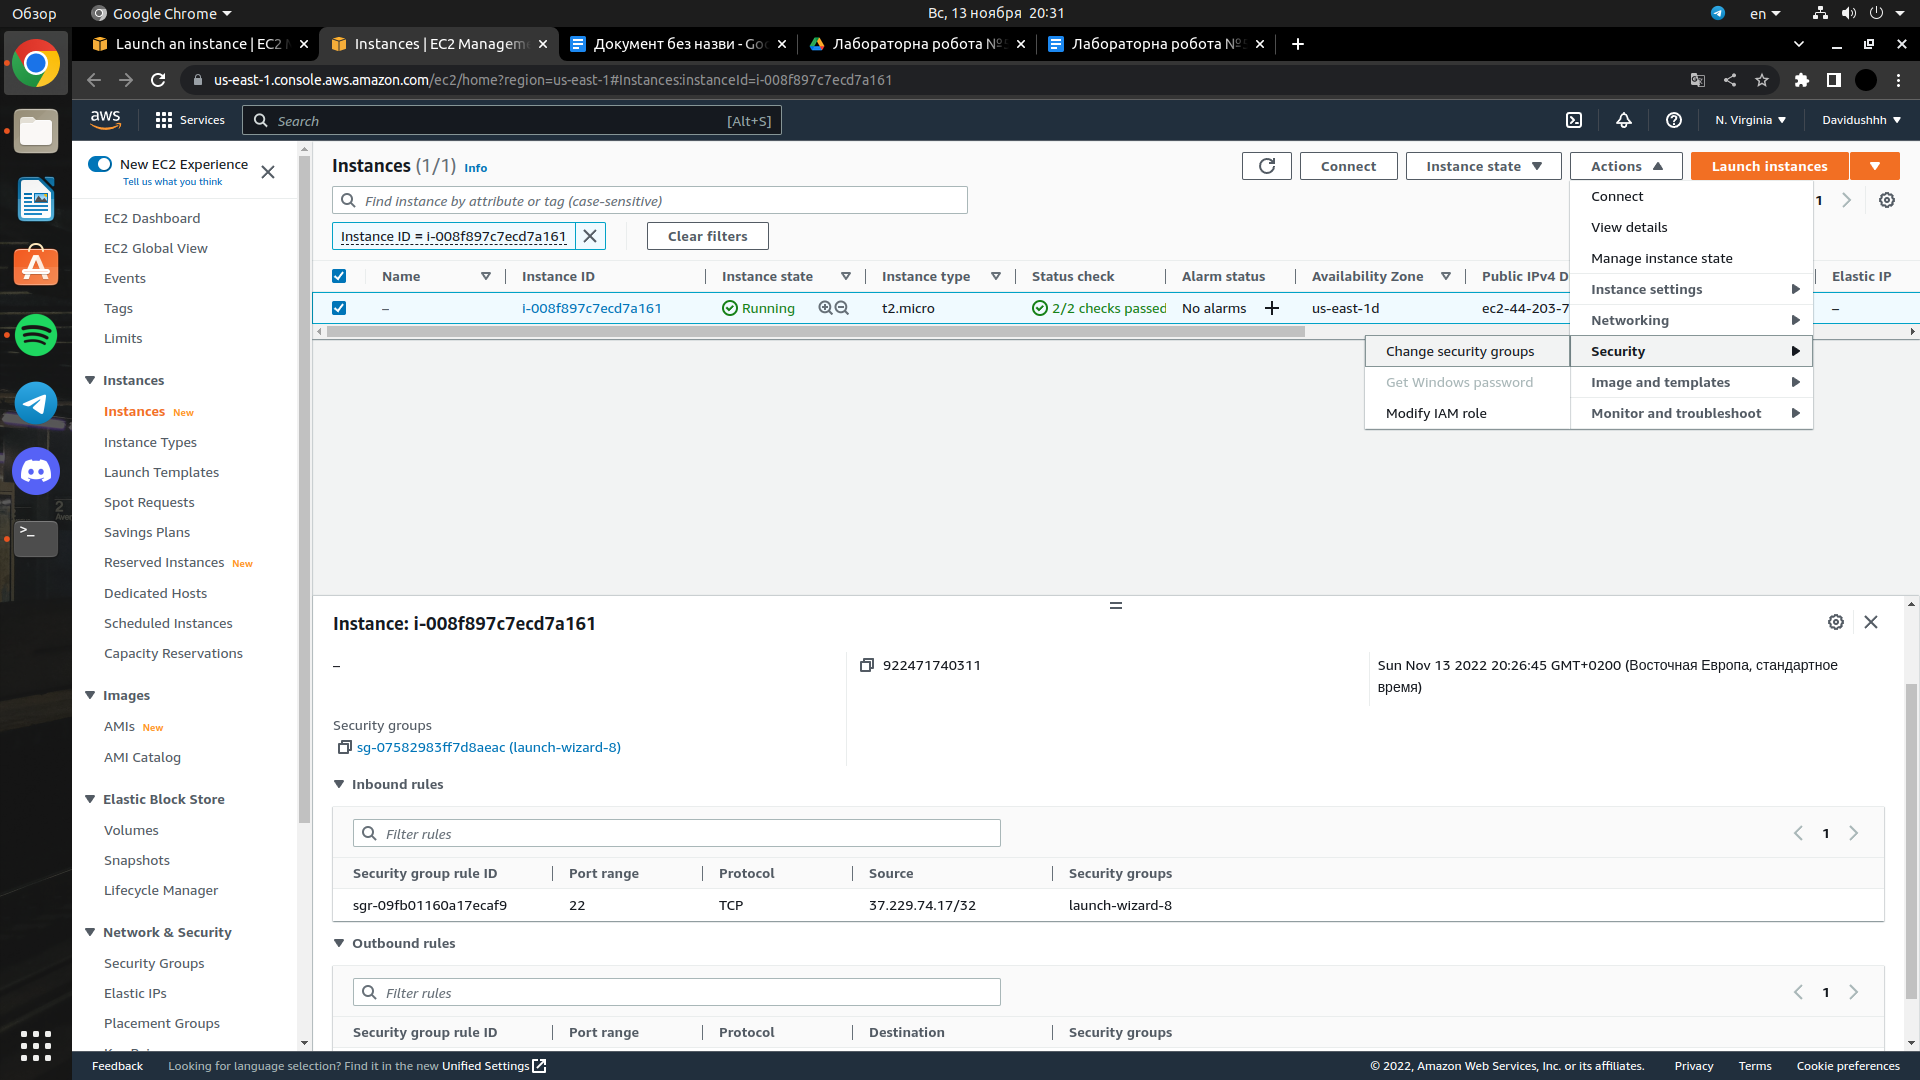 Обзор
Google Chrome
Вс, 13 ноября 20:31
en
Launch an instance | EC2
Instances | EC2 Manageme
Документ без назви - Go
Лабораторна робота №
Лабораторна робота №
us-east-1.console.aws.amazon.com/ec2/home?region=us-east-1#Instances:instanceId=i-008f897c7ecd7a161
aws
Services
Search
[Alt+S]
N. Virginia
Davidushhh
New EC2 Experience
Tell us what you think
EC2 Dashboard
EC2 Global View
Events
Tags
Limits
Instances
Instances New
Instance Types
Launch Templates
Spot Requests
Savings Plans
Reserved Instances New
Dedicated Hosts
Scheduled Instances
Capacity Reservations
Images
AMIs New
AMI Catalog
Elastic Block Store
Volumes
Snapshots
Lifecycle Manager
Network & Security
Security Groups
Elastic IPs
Placement Groups
Instances (1/1) Info
Connect
Instance state
Actions
Launch instances
Find instance by attribute or tag (case-sensitive)
1
Instance ID = i-008f897c7ecd7a161
Clear filters
Name
Instance ID
Instance state
Instance type
Status check
Alarm status
Availability Zone
Public IPv4 D
Elastic IP
–
i-008f897c7ecd7a161
Running
t2.micro
2/2 checks passed
No alarms
us-east-1d
ec2-44-203-7
–
Connect
View details
Manage instance state
Instance settings
Networking
Security
Image and templates
Monitor and troubleshoot
Change security groups
Get Windows password
Modify IAM role
Instance: i-008f897c7ecd7a161
–
922471740311
Sun Nov 13 2022 20:26:45 GMT+0200 (Восточная Европа, стандартное
время)
Security groups
sg-07582983ff7d8aeac (launch-wizard-8)
Inbound rules
Filter rules
1
Security group rule ID
Port range
Protocol
Source
Security groups
sgr-09fb01160a17ecaf9
22
TCP
37.229.74.17/32
launch-wizard-8
Outbound rules
Filter rules
1
Security group rule ID
Port range
Protocol
Destination
Security groups
Feedback
Looking for language selection? Find it in the new Unified Settings
© 2022, Amazon Web Services, Inc. or its affiliates.
Privacy
Terms
Cookie preferences